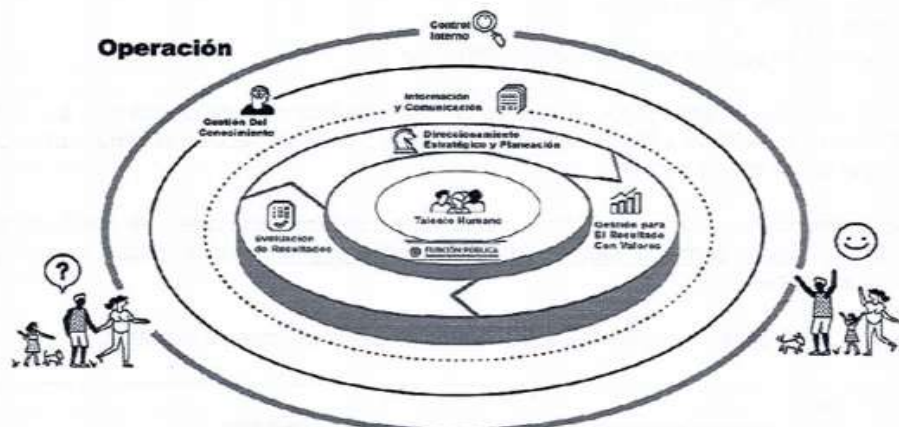 Operación
Control
Interno
Gestión Del
Conocimiento
Información
y Comunicación
Direccionamiento
Estratégico y Planeación
Talento Humano
FUNCIÓN PÚBLICA
Evaluación
de Resultados
Gestión para
El Resultado
Con Valores
?